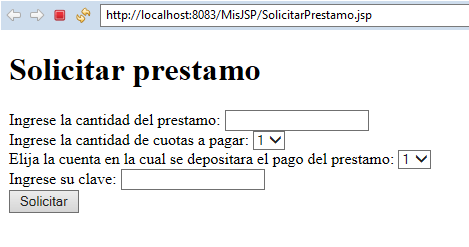 http://localhost:8083/MisJSP/SolicitarPrestamo.jsp
Solicitar prestamo
Ingrese la cantidad del prestamo:
Ingrese la cantidad de cuotas a pagar: 1
Elija la cuenta en la cual se depositara el pago del prestamo: 1
Ingrese su clave:
Solicitar